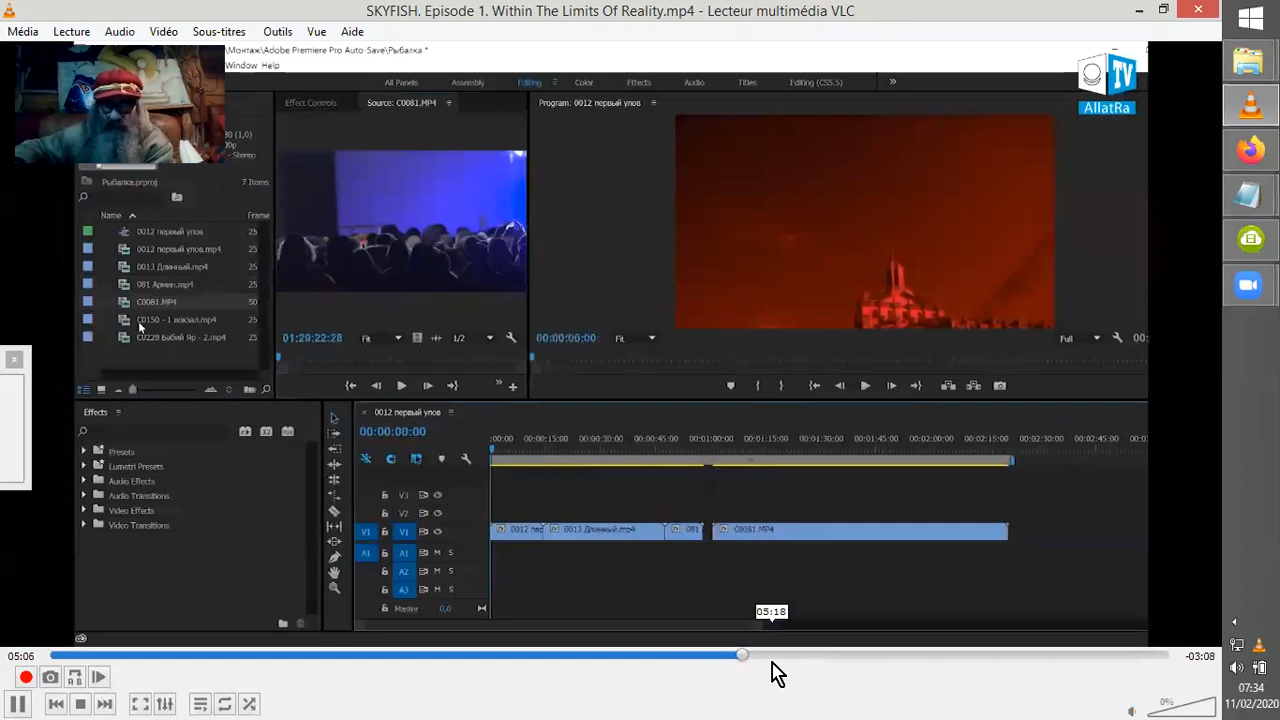 SKYFISH. Episode 1. Within The Limits Of Reality.mp4 - Lecteur multimédia VLC
Média Lecture Audio Vidéo Sous-titres Outils Vue Aide
\Монтаж\Adobe Premiere Pro Auto-Save\Рыбалка *
Window Help
All Panels Assembly Editing Color Effects Audio Titles Editing (CS5.5)
TV
AllatRa
Effect Controls Source: C0081.MP4 Program: 0012 первый улов
80 (1,0)
00p
- Stereo
Рыбалка.prproj 7 Items
Name Frame
0012 первый улов 25
0012 первый улов.mp4 25
0013 Длинный.mp4 25
081 Армин.mp4 25
C0081.MP4 50
C0150 - 1 вокзал.mp4 25
C0228 Бабий Яр - 2.mp4 25
01:29:22:28 Fit 1/2 00:00:00:00 Fit Full 00:
Effects
Presets
Lumetri Presets
Audio Effects
Audio Transitions
Video Effects
Video Transitions
0012 первый улов
00:00:00:00
:00:00 00:00:15:00 00:00:30:00 00:00:45:00 00:01:00:00 00:01:15:00 00:01:30:00 00:01:45:00 00:02:00:00 00:02:15:00 00:02:30:00 00:02:45:00 00:
V3
V2
V1 V1
0012 пер 0013 Длинный.mp4 081 C0081.MP4
A1 A1 M S
A2 M S
A3 M S
Master 0,0
05:18
05:06 -03:08
0%
07:34
11/02/2020